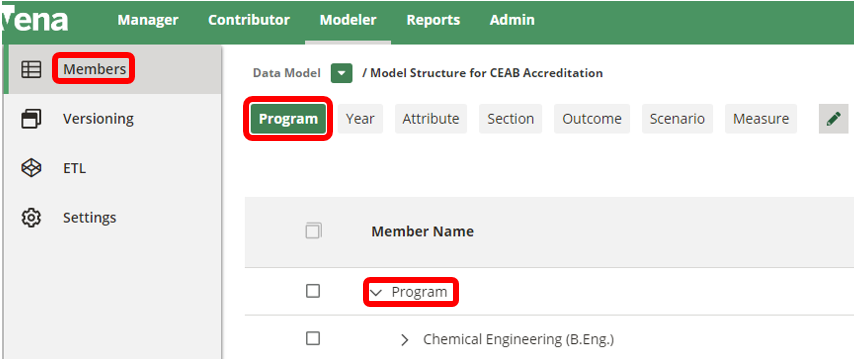 vena
Manager Contributor Modeler Reports Admin
Members
Versioning
ETL
Settings
Data Model / Model Structure for CEAB Accreditation
Program Year Attribute Section Outcome Scenario Measure
Member Name
Program
Chemical Engineering (B.Eng.)